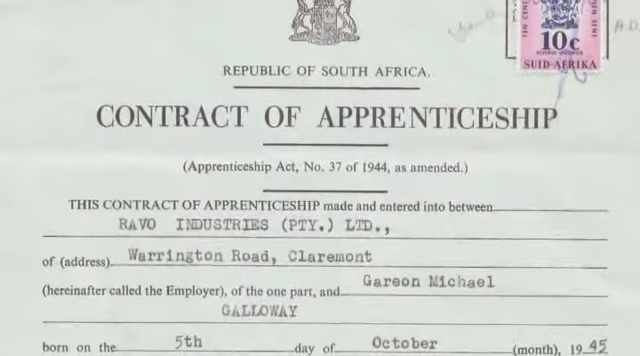 10c
SUID-AFRIKA
REPUBLIC OF SOUTH AFRICA.
CONTRACT OF APPRENTICESHIP
(Apprenticeship Act, No. 37 of 1944, as amended.)
THIS CONTRACT OF APPRENTICESHIP made and entered into between
RAVO INDUSTRIES (PTY.) LTD.,
of (address) Warrington Road, Claremont
(hereinafter called the Employer), of the one part, and Gareon Michael
GALLOWAY
born on the 5th day of October (month), 1945